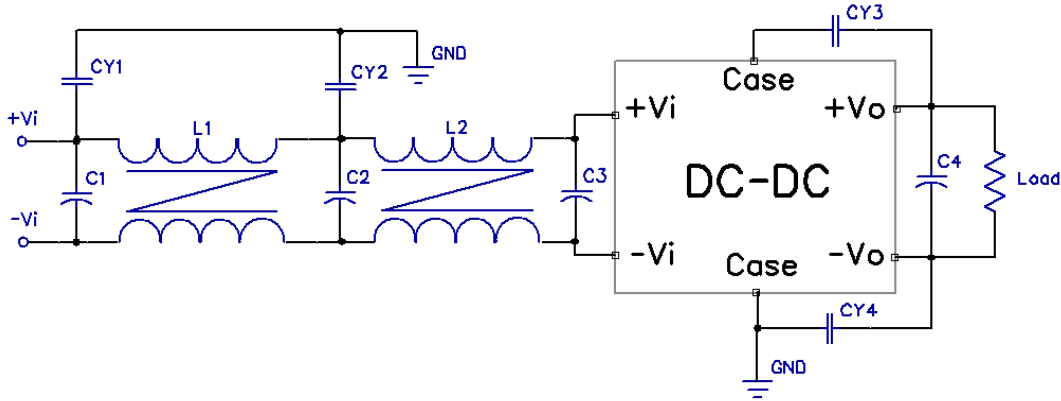 CY3
GND
CY1
CY2
Case
+Vi
+Vo
+Vi
L1
L2
C1
C2
C3
DC-DC
C4
Load
-Vi
-Vi
-Vo
Case
CY4
GND